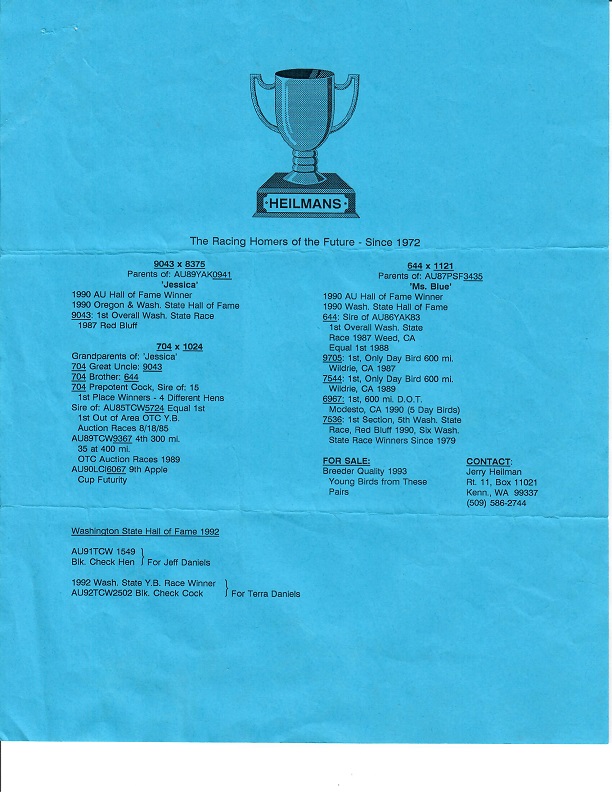 HEILMANS
The Racing Homers of the Future - Since 1972
9043 x 8375
Parents of: AU89YAK0941
'Jessica'
1990 AU Hall of Fame Winner
1990 Oregon & Wash. State Hall of Fame
9043: 1st Overall Wash. State Race
1987 Red Bluff
704 x 1024
Grandparents of: 'Jessica'
704 Great Uncle: 9043
704 Brother: 644
704 Prepotent Cock, Sire of: 15
1st Place Winners - 4 Different Hens
Sire of: AU85TCW5724 Equal 1st
1st Out of Area OTC Y.B.
Auction Races 8/18/85.
AU89TCW9367 4th 300 mi.
35 at 400 mi.
OTC Auction Races 1989
AU90LCI6067 9th Apple
Cup Futurity
644 x 1121
Parents of: AU87PSF3435
'Ms. Blue'
1990 AU Hall of Fame Winner
1990 Wash. State Hall of Fame
644: Sire of AU86YAK83
1st Overall Wash. State
Race 1987 Weed, CA
Equal 1st 1988
9705: 1st, Only Day Bird 600 mi.
Wildrie, CA 1987
7544: 1st, Only Day Bird 600 mi.
Wildrie, CA 1989
6967: 1st, 600 mi. D.O.T.
Modesto, CA 1990 (5 Day Birds)
7536: 1st Section, 5th Wash. State
Race, Red Bluff 1990, Six Wash.
State Race Winners Since 1979
FOR SALE:
Breeder Quality 1993
Young Birds from These
Pairs
CONTACT:
Jerry Heilman
Rt. 11, Box 11021
Kenn., WA 99337
(509) 586-2744
Washington State Hall of Fame 1992
AU91TCW 1549
Blk. Check Hen } For Jeff Daniels
1992 Wash. State Y.B. Race Winner
AU92TCW2502 Blk. Check Cock } For Terra Daniels